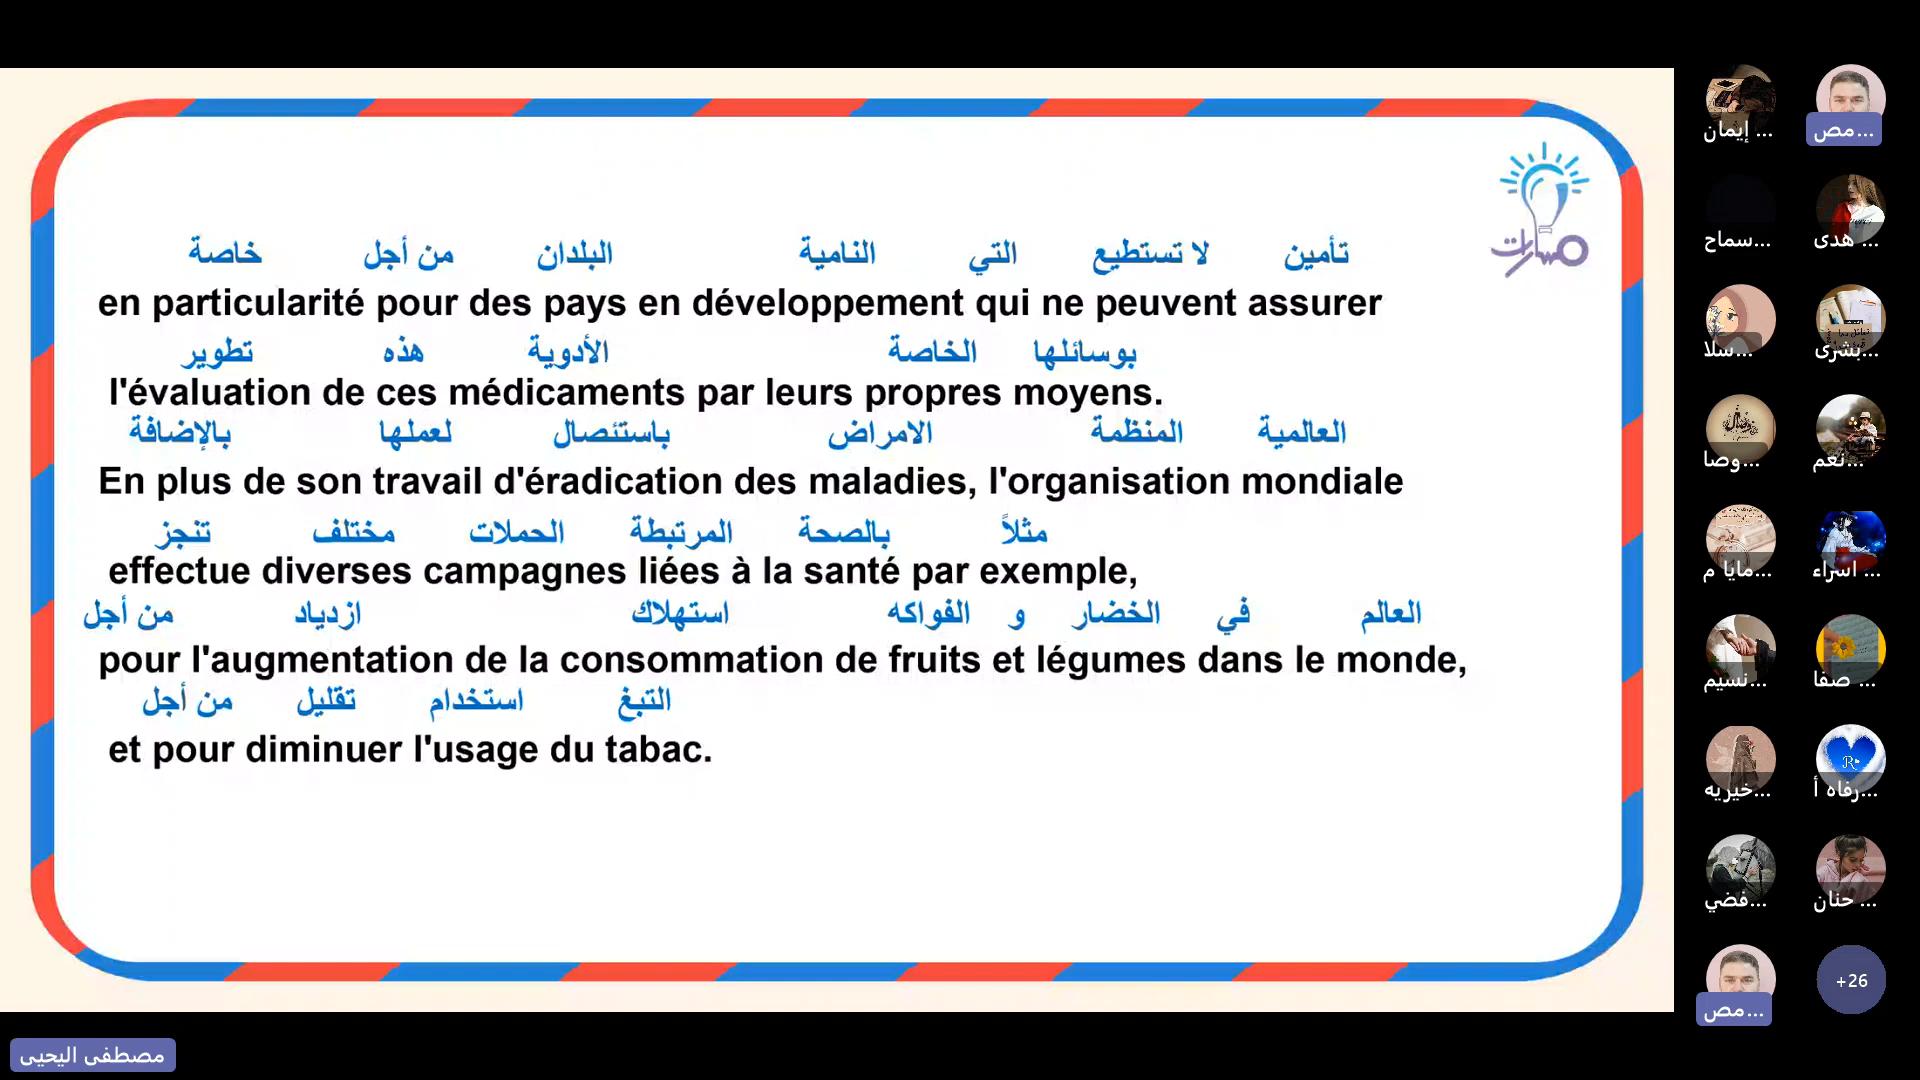 خاصة من أجل البلدان النامية التي لا تستطيع تأمين
en particularité pour des pays en développement qui ne peuvent assurer
تطوير هذه الأدوية الخاصة بوسائلها
l'évaluation de ces médicaments par leurs propres moyens.
بالإضافة لعملها باستئصال الامراض المنظمة العالمية
En plus de son travail d'éradication des maladies, l'organisation mondiale
تنجز مختلف الحملات المرتبطة بالصحة مثلاً
effectue diverses campagnes liées à la santé par exemple,
من أجل ازدياد استهلاك الفواكه و الخضار في العالم
pour l'augmentation de la consommation de fruits et légumes dans le monde,
من أجل تقليل استخدام التبغ
et pour diminuer l'usage du tabac.
مسارات
إيمان ...
مص...
سماح...
هدى ...
سلا...
بشرى...
وصا...
نعم...
مايا م...
اسراء ...
نسيم...
صفا ...
خيريه...
رفاه أ...
فضي...
حنان ...
مص...
+26
مصطفى اليحيى